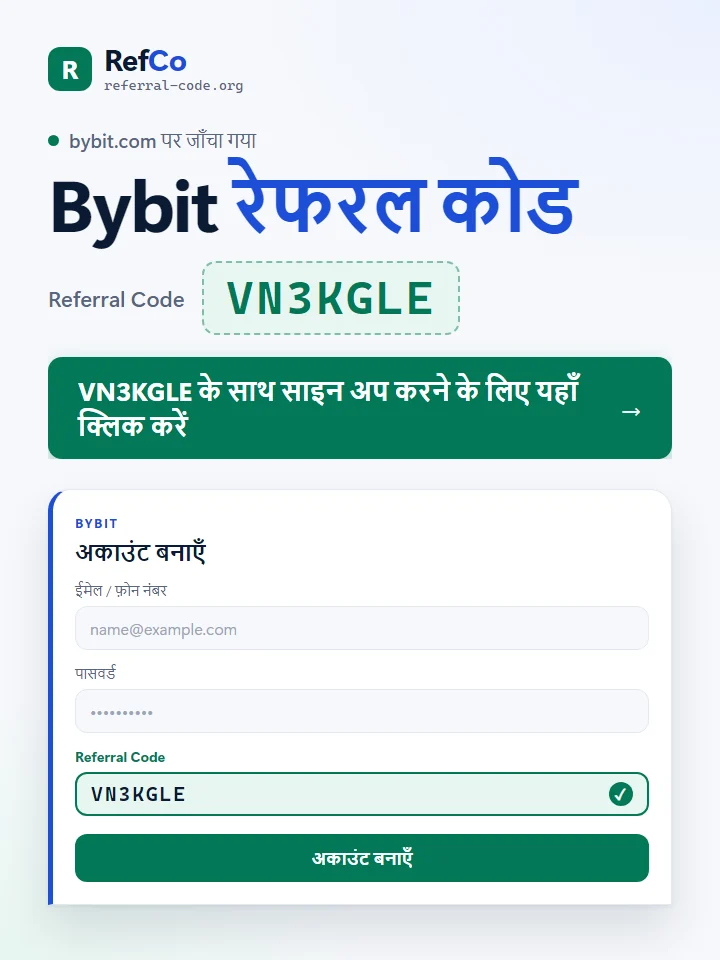 R
RefCo
referral-code.org
bybit.com पर जाँचा गया
Bybit रेफरल कोड
Referral Code
VN3KGLE
VN3KGLE के साथ साइन अप करने के लिए यहाँ
क्लिक करें
→
BYBIT
अकाउंट बनाएँ
ईमेल / फ़ोन नंबर
name@example.com
पासवर्ड
••••••••••
Referral Code
VN3KGLE
✓
अकाउंट बनाएँ